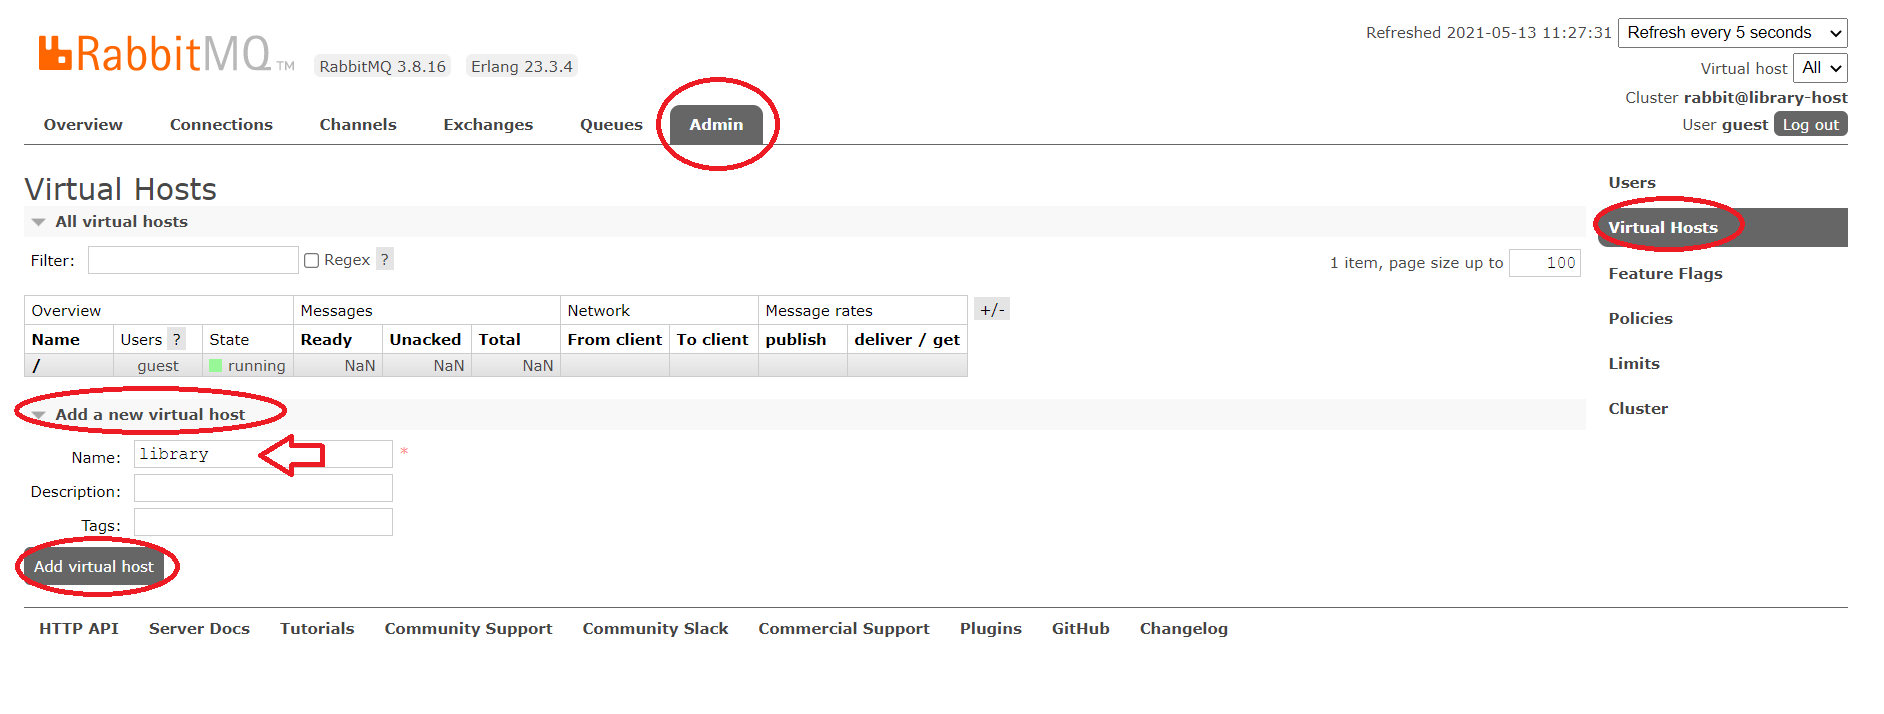 RabbitMQ TM RabbitMQ 3.8.16 Erlang 23.3.4
Refreshed 2021-05-13 11:27:31 Refresh every 5 seconds
Virtual host All
Cluster rabbit@library-host
User guest Log out
Overview Connections Channels Exchanges Queues Admin
Virtual Hosts
All virtual hosts
Filter: Regex ? 1 item, page size up to 100
Overview Messages Network Message rates +/-
Name Users ? State Ready Unacked Total From client To client publish deliver / get
/ guest running NaN NaN NaN
Add a new virtual host
Name: library *
Description:
Tags:
Add virtual host
Users
Virtual Hosts
Feature Flags
Policies
Limits
Cluster
HTTP API Server Docs Tutorials Community Support Community Slack Commercial Support Plugins GitHub Changelog